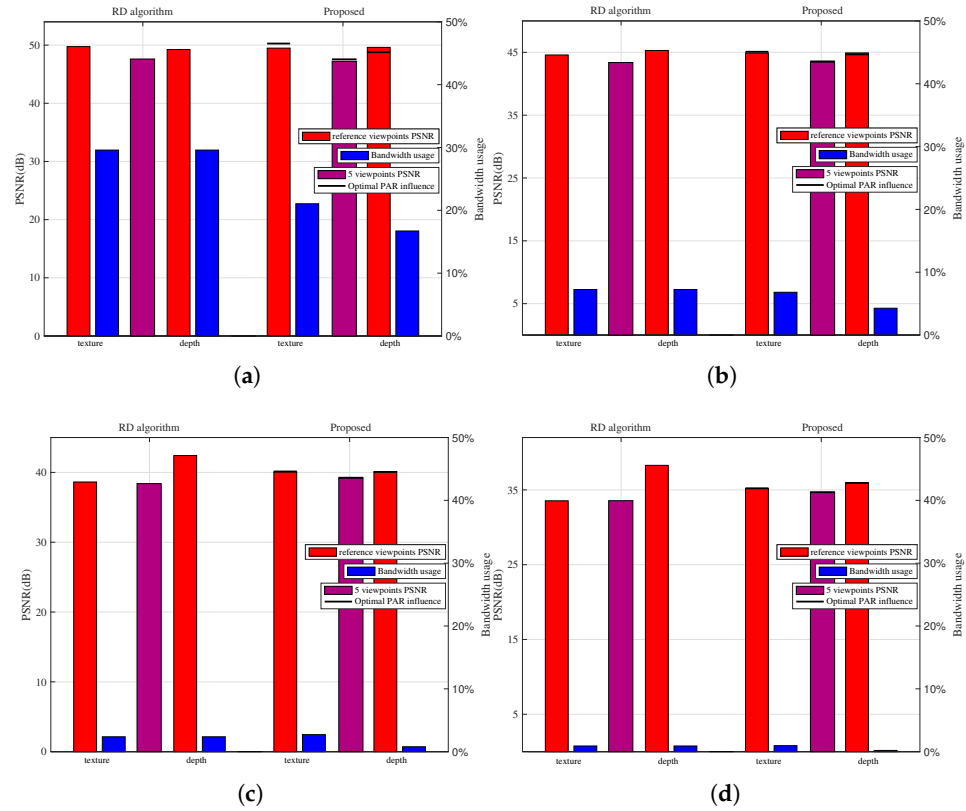 RD algorithm Proposed
50%
50
40%
40
reference viewpoints PSNR
PSNR(dB)
30
Bandwidth usage
30%
Bandwidth usage
5 viewpoints PSNR
Optimal PAR influence
20
20%
10
10%
0
0%
texture depth texture depth
(a)
RD algorithm Proposed
50%
45
40%
35
reference viewpoints PSNR
PSNR(dB)
Bandwidth usage
30%
Bandwidth usage
25
5 viewpoints PSNR
Optimal PAR influence
20%
15
10%
5
0%
texture depth texture depth
(b)
RD algorithm Proposed
50%
40
40%
30
reference viewpoints PSNR
PSNR(dB)
Bandwidth usage
30%
Bandwidth usage
5 viewpoints PSNR
Optimal PAR influence
20
20%
10
10%
0
0%
texture depth texture depth
(c)
RD algorithm Proposed
50%
35
40%
reference viewpoints PSNR
25
PSNR(dB)
Bandwidth usage
30%
Bandwidth usage
5 viewpoints PSNR
Optimal PAR influence
20%
15
10%
5
0%
texture depth texture depth
(d)